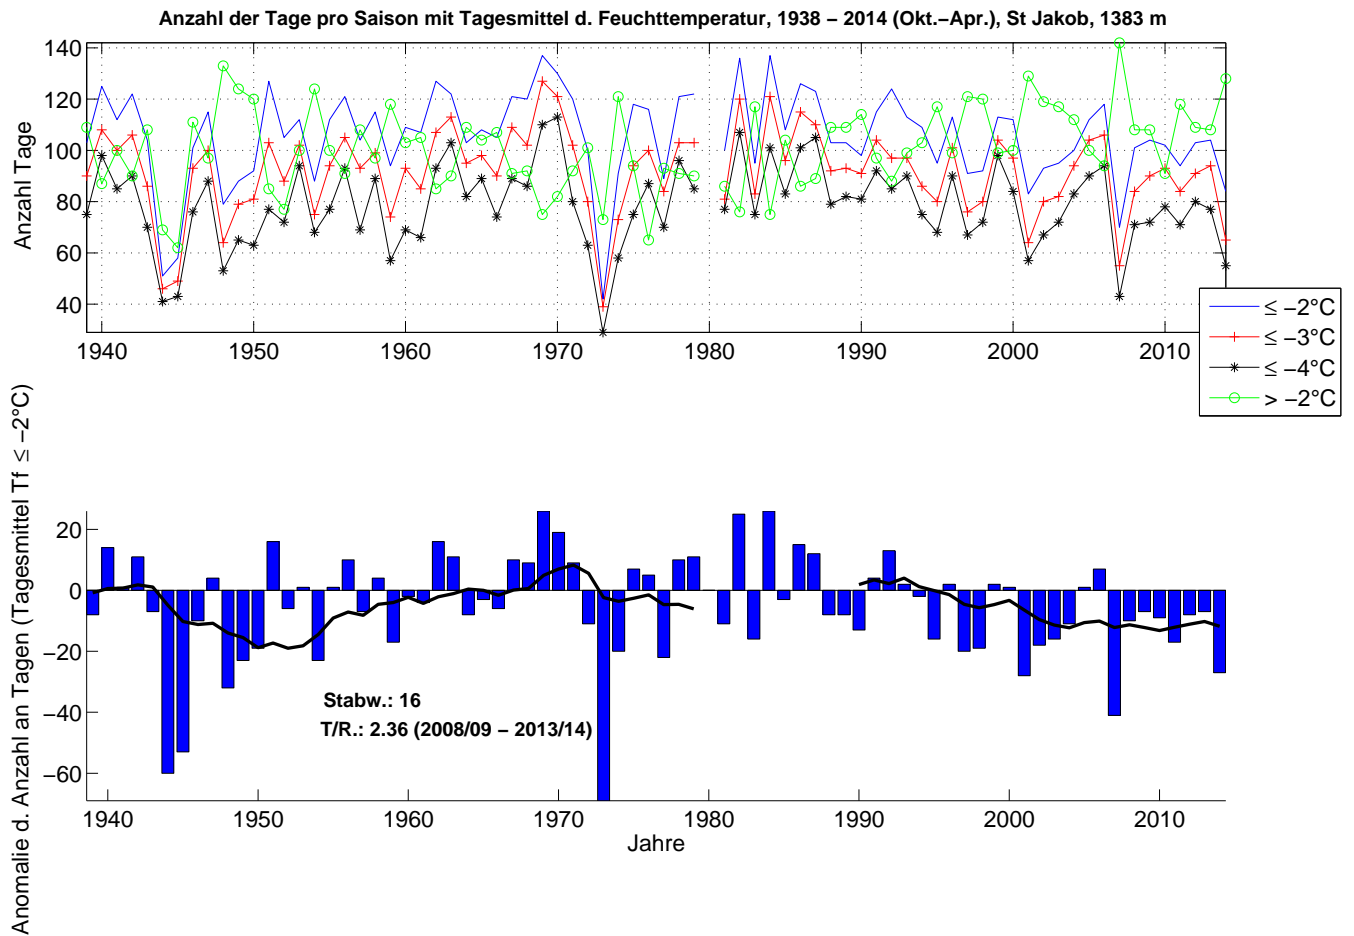 Anzahl der Tage pro Saison mit Tagesmittel d. Feuchttemperatur, 1938 − 2014 (Okt.−Apr.), St Jakob, 1383 m
Anzahl Tage
140
120
100
80
60
40
1940 1950 1960 1970 1980 1990 2000 2010
≤ −2°C
≤ −3°C
≤ −4°C
> −2°C
Anomalie d. Anzahl an Tagen (Tagesmittel Tf ≤ −2°C)
20
0
−20
−40
−60
Stabw.: 16
T/R.: 2.36 (2008/09 − 2013/14)
1940 1950 1960 1970 1980 1990 2000 2010
Jahre